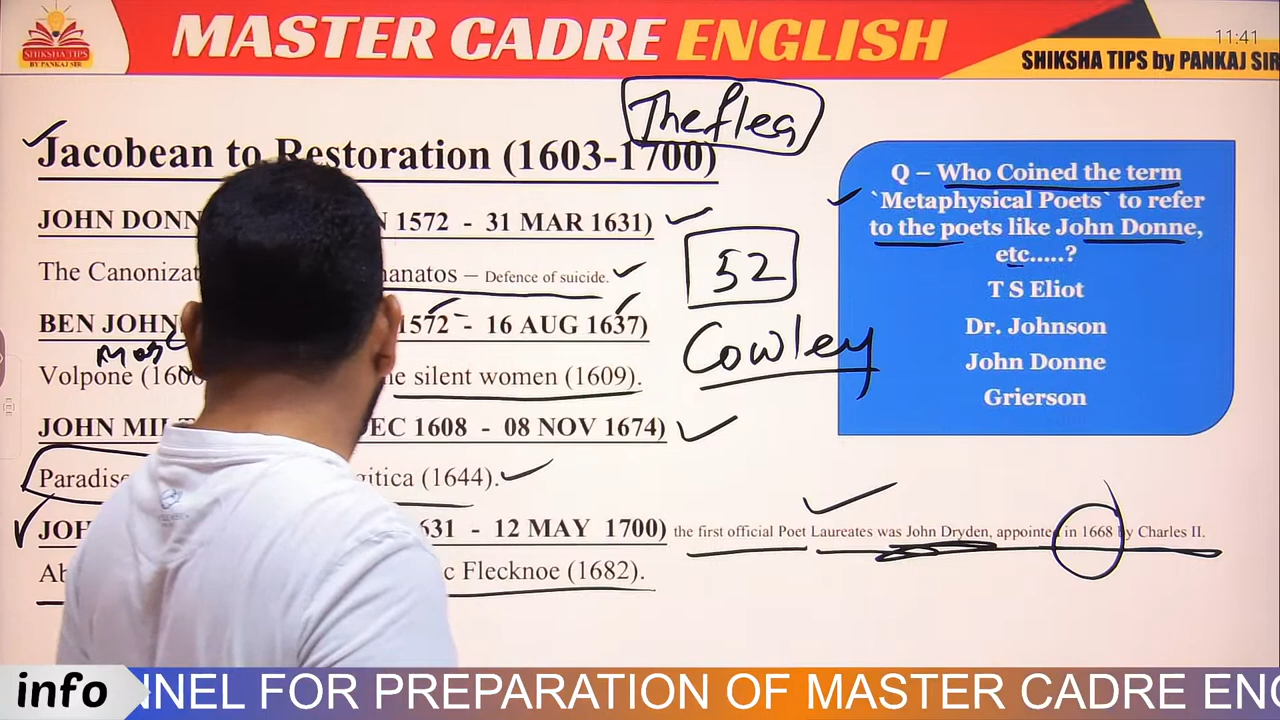 SHIKSHA TIPS
BY PANKAJ SIR
MASTER CADRE ENGLISH
11:41
SHIKSHA TIPS by PANKAJ SIR
The flea
Jacobean to Restoration (1603-1700)
JOHN DONN 1572 - 31 MAR 1631)
The Canonizat hanatos – Defence of suicide.
52
BEN JOHN 1572 - 16 AUG 1637)
Cowley
Volpone (160 e silent women (1609).
JOHN MIL EC 1608 - 08 NOV 1674)
Paradis gitica (1644).
JOH 631 - 12 MAY 1700) the first official Poet Laureates was John Dryden, appointed in 1668 by Charles II.
Ab c Flecknoe (1682).
Q – Who Coined the term
`Metaphysical Poets` to refer
to the poets like John Donne,
etc.....?
T S Eliot
Dr. Johnson
John Donne
Grierson
info
NNEL FOR PREPARATION OF MASTER CADRE ENG